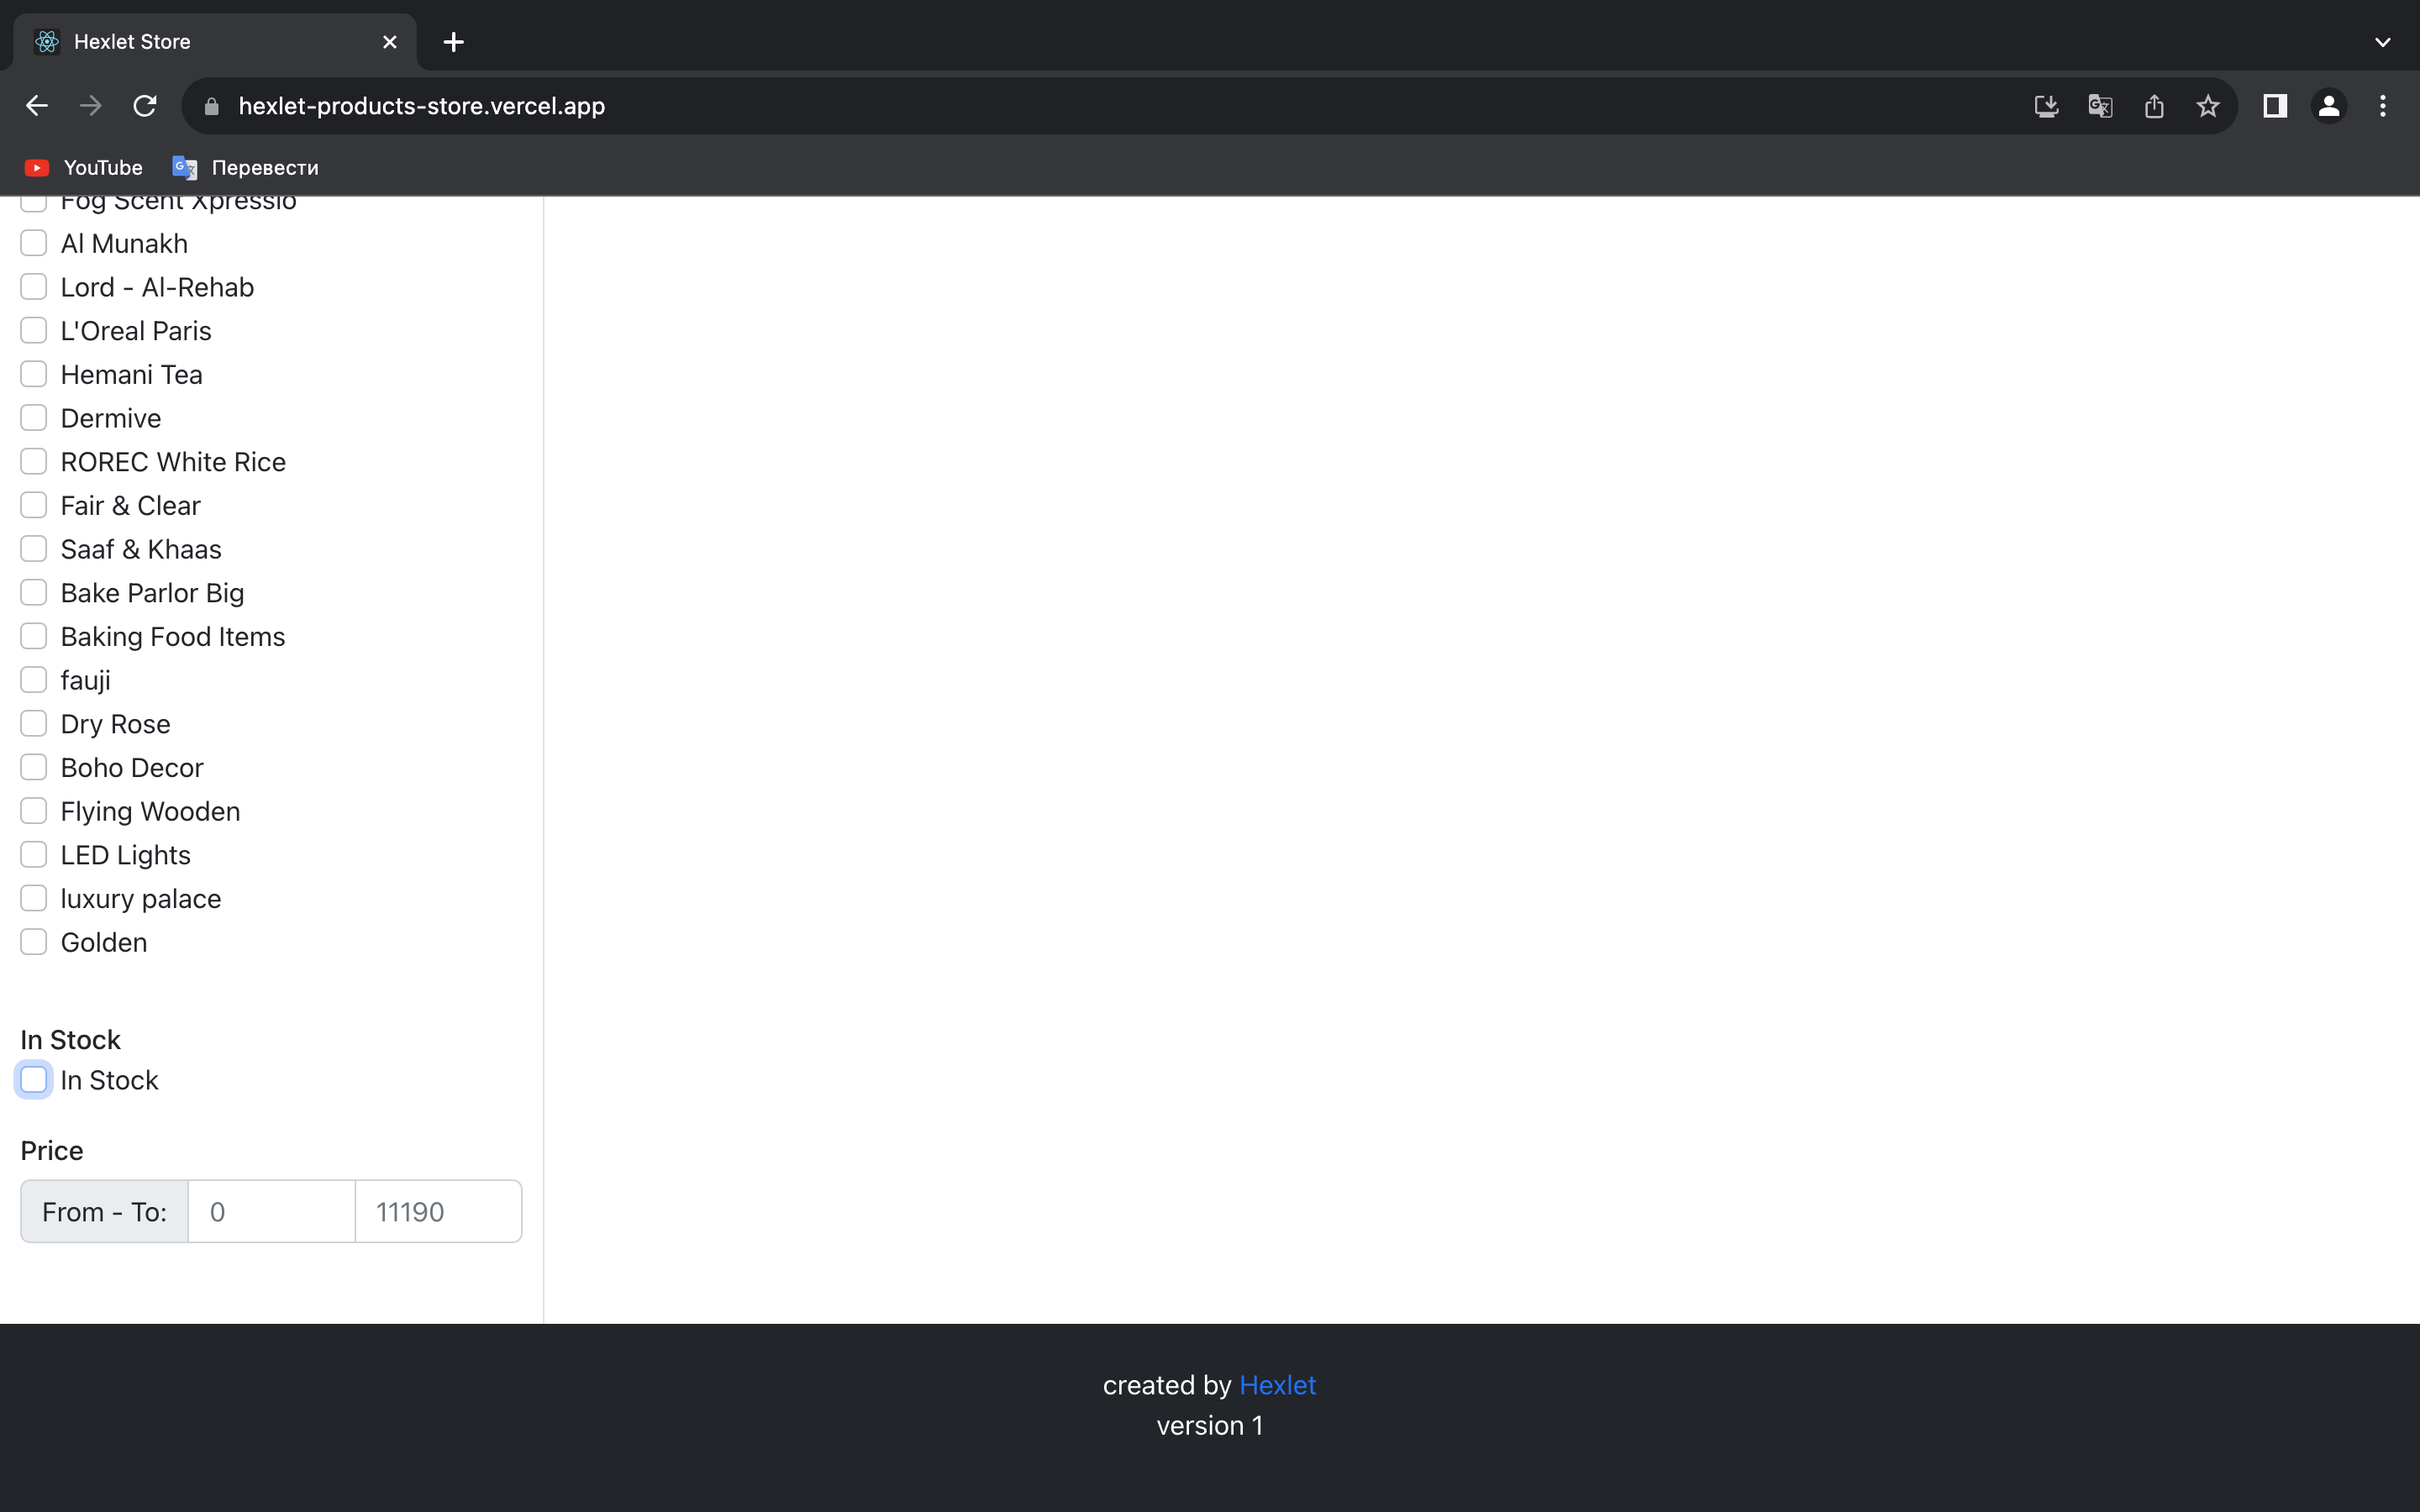 Hexlet Store
hexlet-products-store.vercel.app
YouTube
Перевести
Fog Scent Xpressio
Al Munakh
Lord - Al-Rehab
L'Oreal Paris
Hemani Tea
Dermive
ROREC White Rice
Fair & Clear
Saaf & Khaas
Bake Parlor Big
Baking Food Items
fauji
Dry Rose
Boho Decor
Flying Wooden
LED Lights
luxury palace
Golden
In Stock
In Stock
Price
From - To: 0 11190
created by Hexlet
version 1